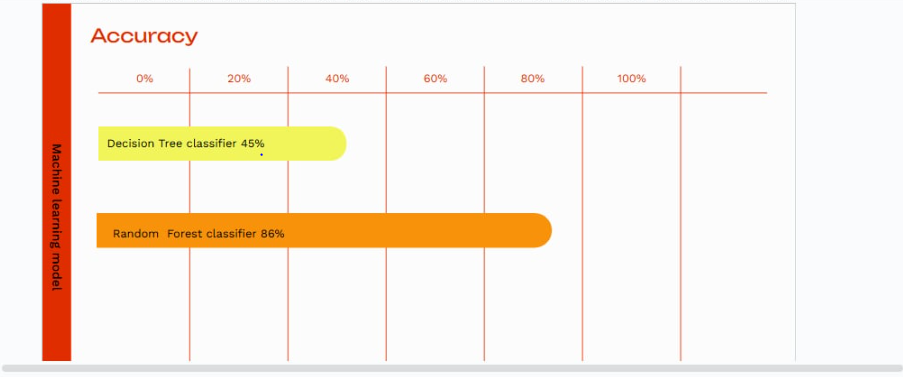 Accuracy
0% 20% 40% 60% 80% 100%
Machine learning model
Decision Tree classifier 45%
Random Forest classifier 86%